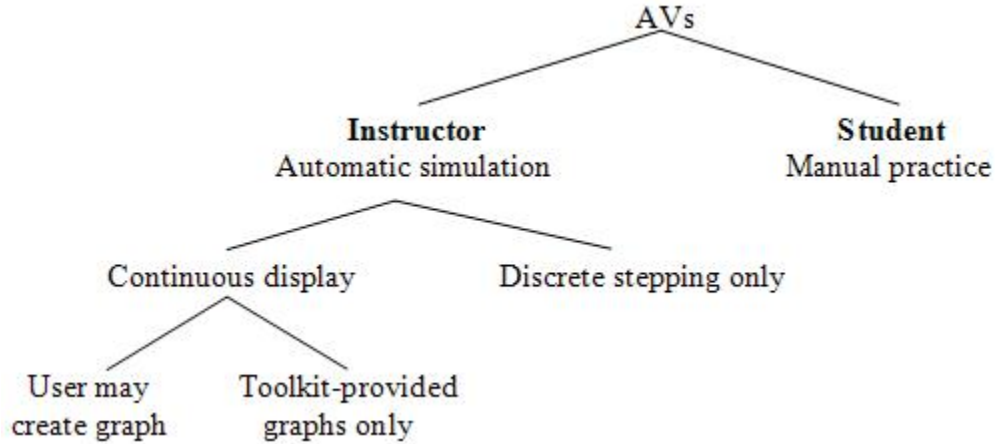 AVs
Instructor
Student
Automatic simulation
Manual practice
Continuous display
Discrete stepping only
User may
create graph
Toolkit-provided
graphs only